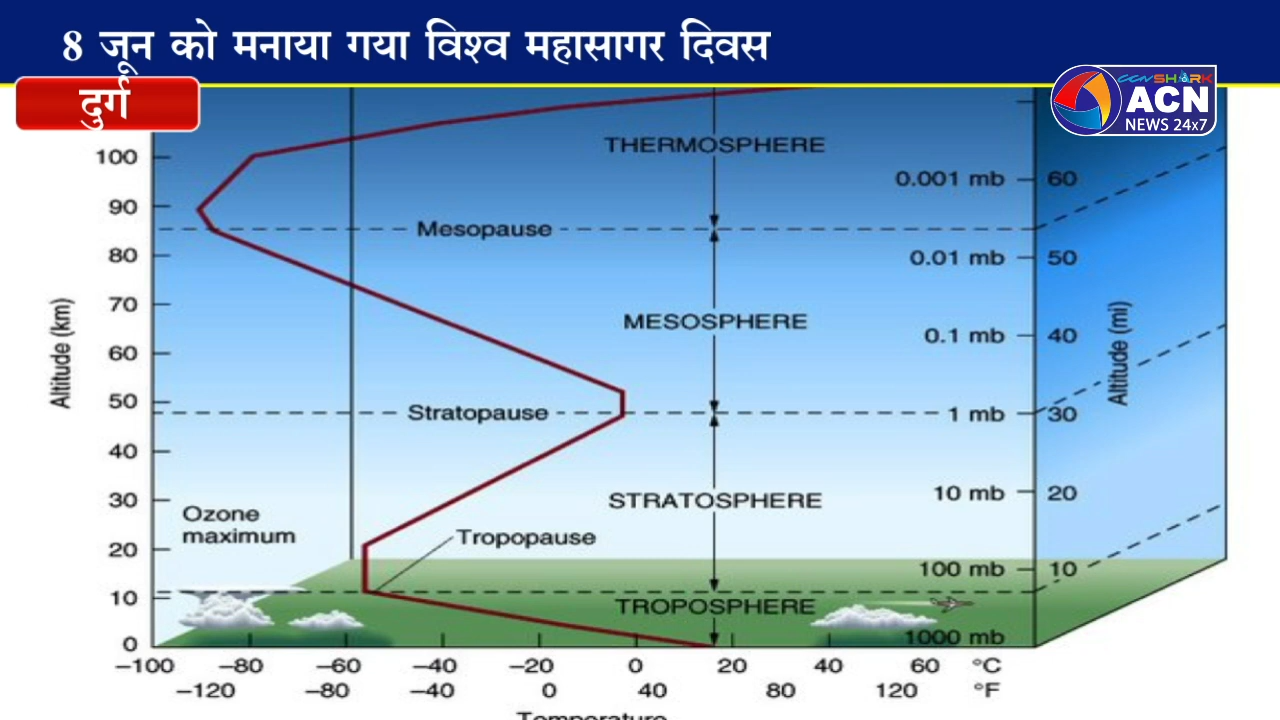 8 जून को मनाया गया विश्व महासागर दिवस
दुर्ग
CCN SHARK
ACN
NEWS 24x7
THERMOSPHERE
100
0.001 mb
60
90
Mesopause
80
0.01 mb
50
70
MESOSPHERE
0.1 mb
40
60
Altitude (km)
Altitude (mi)
50
Stratopause
1 mb
30
40
STRATOSPHERE
10 mb
20
30
Ozone
maximum
Tropopause
20
100 mb
10
10
TROPOSPHERE
1000 mb
0
−100 −80 −60 −40 −20 0 20 40 60 °C
−120 −80 −40 0 40 80 120 °F
Temperature